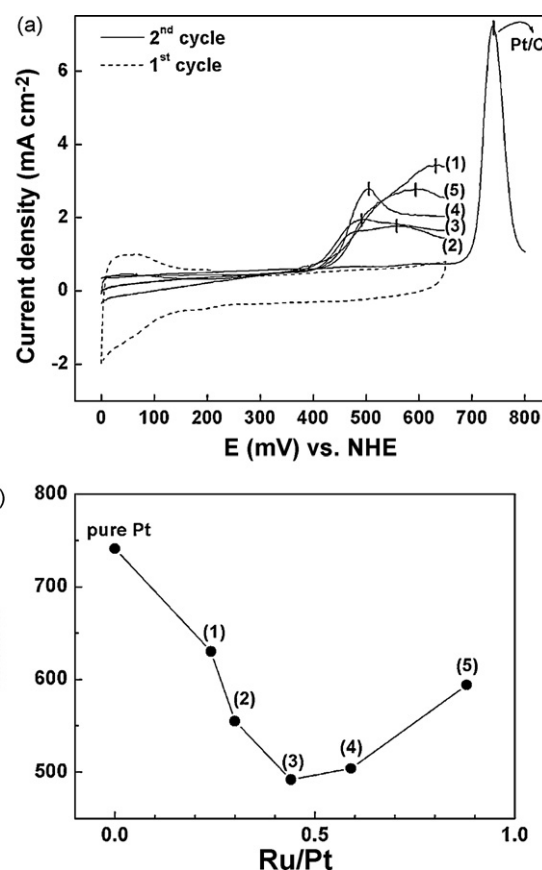 (a)
2nd cycle
1st cycle
Pt/C
(1)
(5)
(4)
(3)
(2)
6
4
2
0
-2
Current density (mA cm-2)
0 100 200 300 400 500 600 700 800
E (mV) vs. NHE
)
800
700
600
500
pure Pt
(1)
(2)
(3)
(4)
(5)
0.0 0.5 1.0
Ru/Pt